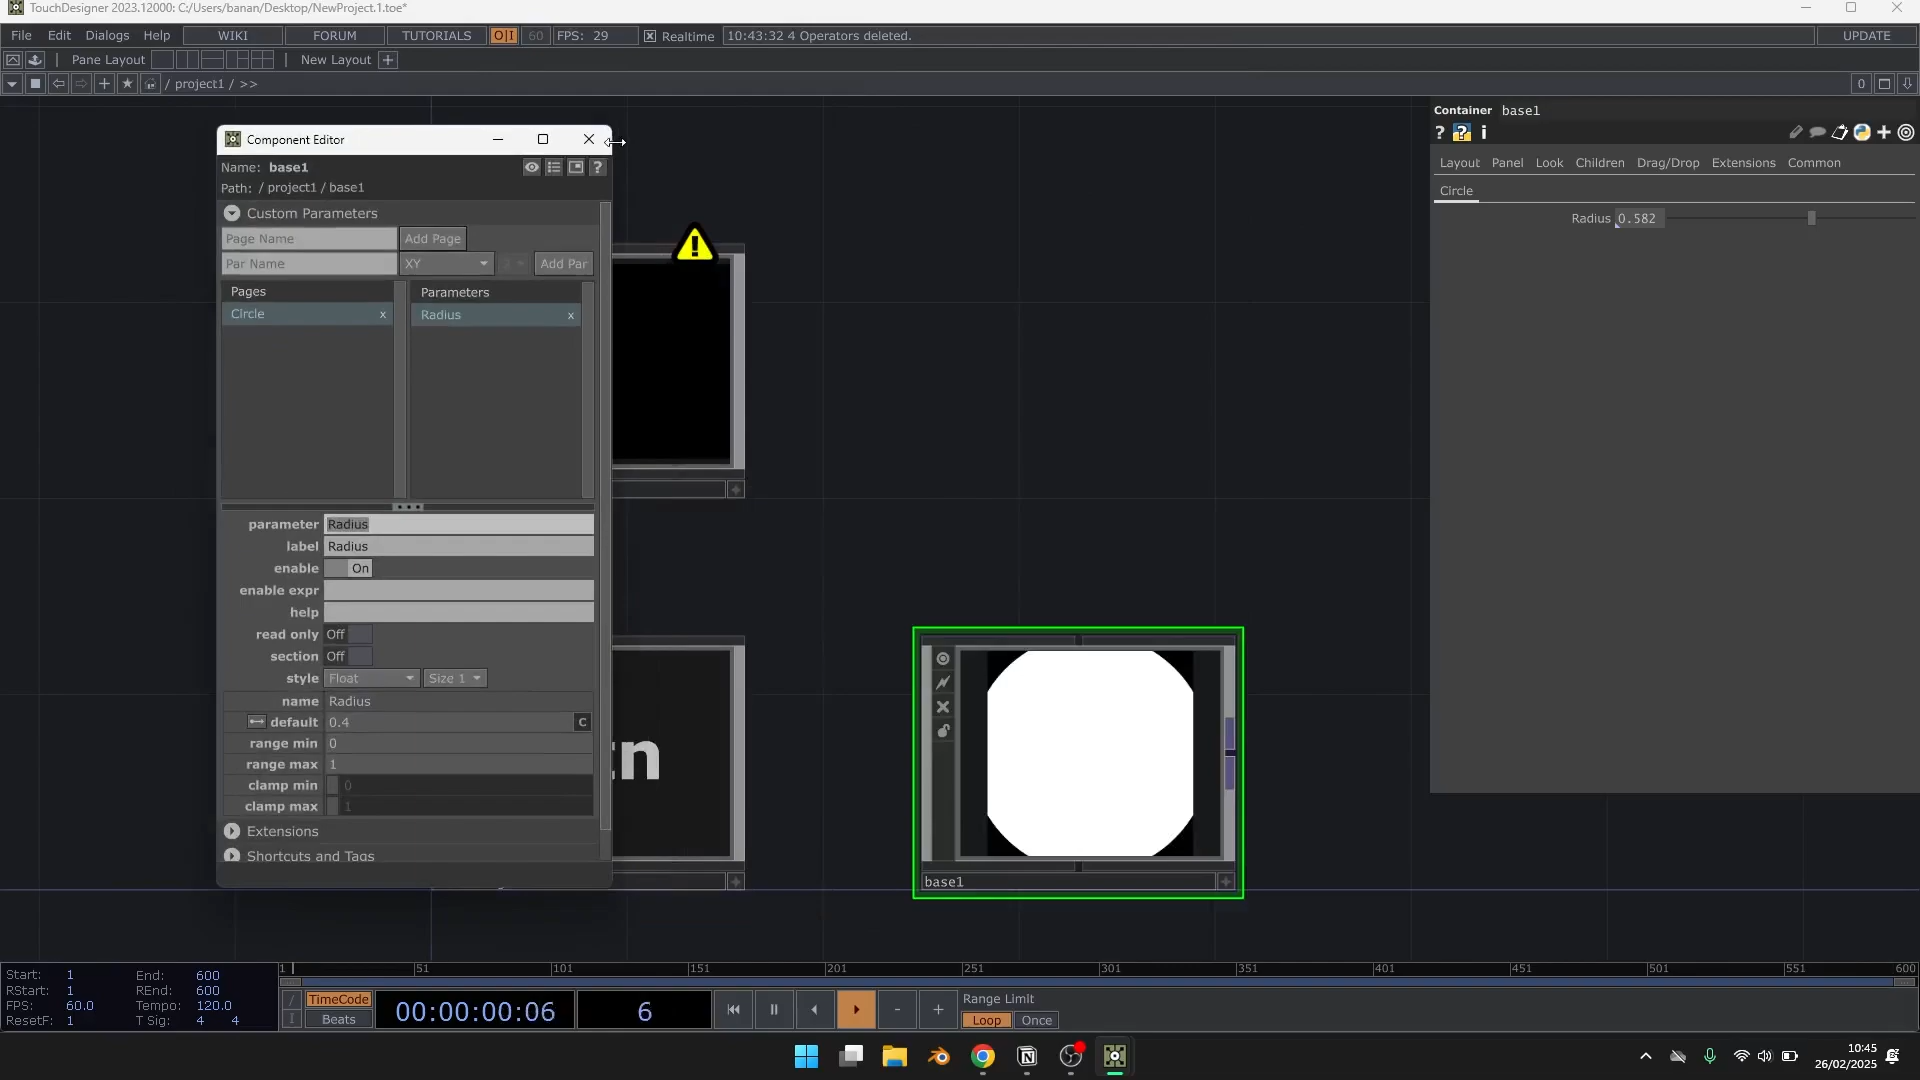 TouchDesigner 2023.12000: C:/Users/banan/Desktop/NewProject.1.toe*
File Edit Dialogs Help WIKI FORUM TUTORIALS O|I 60 FPS: 29 Realtime 10:43:32 4 Operators deleted. UPDATE
Pane Layout New Layout +
/ project1 / >> 0
Container base1
Component Editor
? ? i
Name: base1 ?
Layout Panel Look Children Drag/Drop Extensions Common
Path: / project1 / base1
Circle
Custom Parameters
Radius 0.582
Page Name Add Page
Par Name XY Add Par
Pages Parameters
Circle x Radius x
parameter Radius
label Radius
enable On
enable expr
help
read only Off
section Off
style Float Size 1
name Radius
default 0.4 C
range min 0
range max 1
clamp min 0
clamp max 1
Extensions
Shortcuts and Tags
base1
1 51 101 151 201 251 301 351 401 451 501 551 600
Start: 1 End: 600
RStart: 1 REnd: 600
FPS: 60.0 Tempo: 120.0
ResetF: 1 T Sig: 4 4
TimeCode
Beats
00:00:00:06 6
Range Limit
Loop Once
10:45
26/02/2025